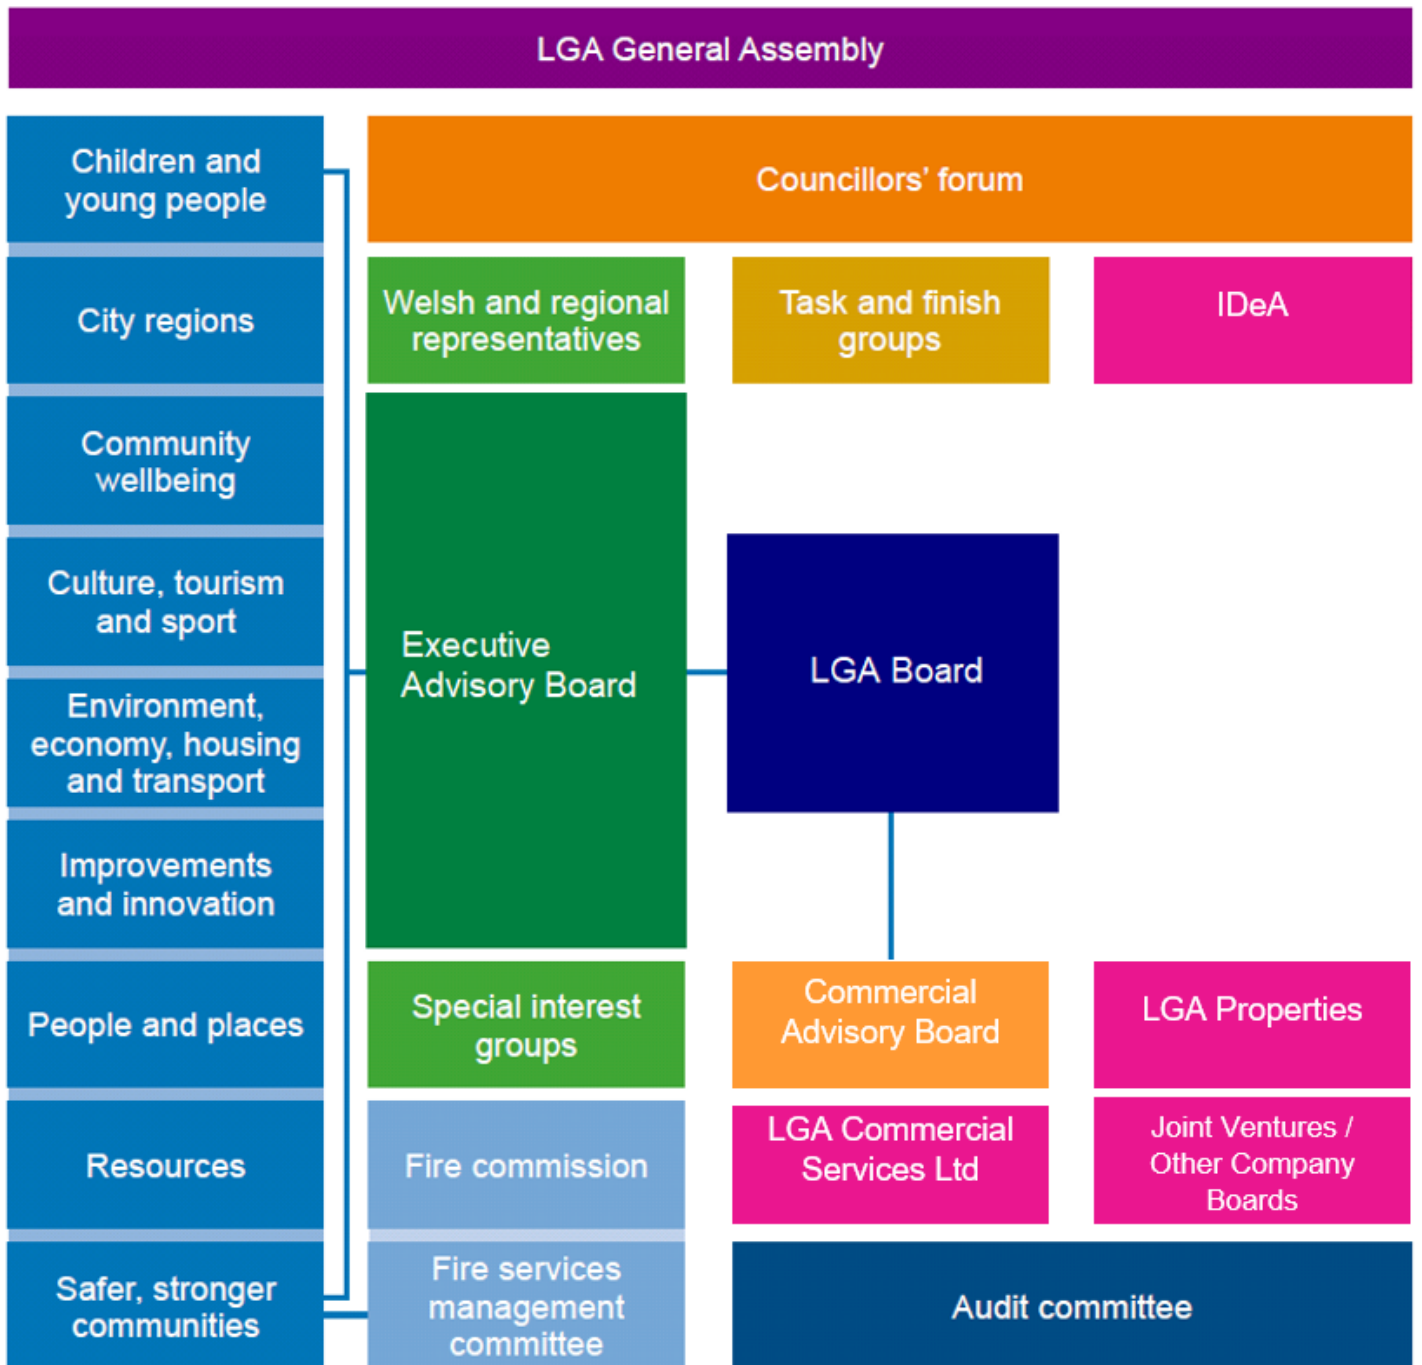 LGA General Assembly
Children and
young people
Councillors’ forum
City regions
Welsh and regional
representatives
Task and finish
groups
IDeA
Community
wellbeing
Culture, tourism
and sport
Executive
Advisory Board
LGA Board
Environment,
economy, housing
and transport
Improvements
and innovation
People and places
Special interest
groups
Commercial
Advisory Board
LGA Properties
Resources
Fire commission
LGA Commercial
Services Ltd
Joint Ventures /
Other Company
Boards
Safer, stronger
communities
Fire services
management
committee
Audit committee